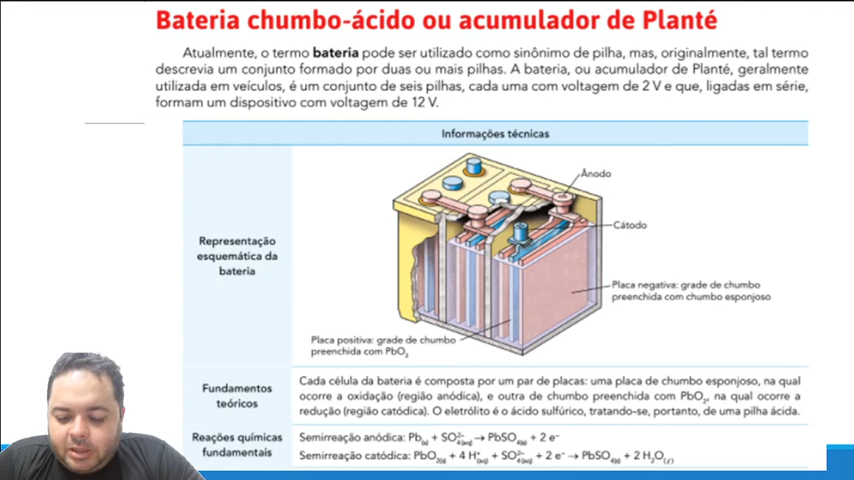 Bateria chumbo-ácido ou acumulador de Planté
Atualmente, o termo bateria pode ser utilizado como sinônimo de pilha, mas, originalmente, tal termo
descrevia um conjunto formado por duas ou mais pilhas. A bateria, ou acumulador de Planté, geralmente
utilizada em veículos, é um conjunto de seis pilhas, cada uma com voltagem de 2 V e que, ligadas em série,
formam um dispositivo com voltagem de 12 V.
Informações técnicas
Representação
esquemática da
bateria
Ânodo
Cátodo
Placa negativa: grade de chumbo
preenchida com chumbo esponjoso
Placa positiva: grade de chumbo
preenchida com PbO₂
Fundamentos
teóricos
Cada célula da bateria é composta por um par de placas: uma placa de chumbo esponjoso, na qual
ocorre a oxidação (região anódica), e outra de chumbo preenchida com PbO₂, na qual ocorre a
redução (região catódica). O eletrólito é o ácido sulfúrico, tratando-se, portanto, de uma pilha ácida.
Reações químicas
fundamentais
Semirreação anódica: Pb(s) + SO₄²⁻(aq) → PbSO₄(s) + 2 e⁻
Semirreação catódica: PbO₂(s) + 4 H⁺(aq) + SO₄²⁻(aq) + 2 e⁻ → PbSO₄(s) + 2 H₂O(ℓ)